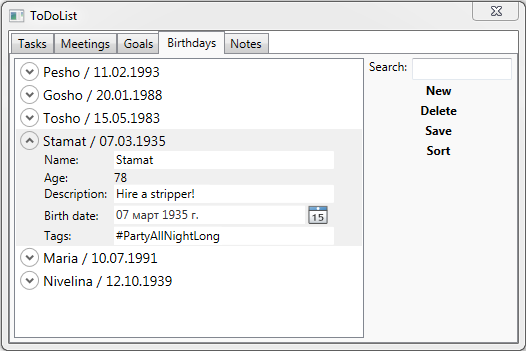 ToDoList
Tasks Meetings Goals Birthdays Notes
Pesho / 11.02.1993
Gosho / 20.01.1988
Tosho / 15.05.1983
Stamat / 07.03.1935
Name: Stamat
Age: 78
Description: Hire a stripper!
Birth date: 07 март 1935 г. 15
Tags: #PartyAllNightLong
Maria / 10.07.1991
Nivelina / 12.10.1939
Search:
New
Delete
Save
Sort